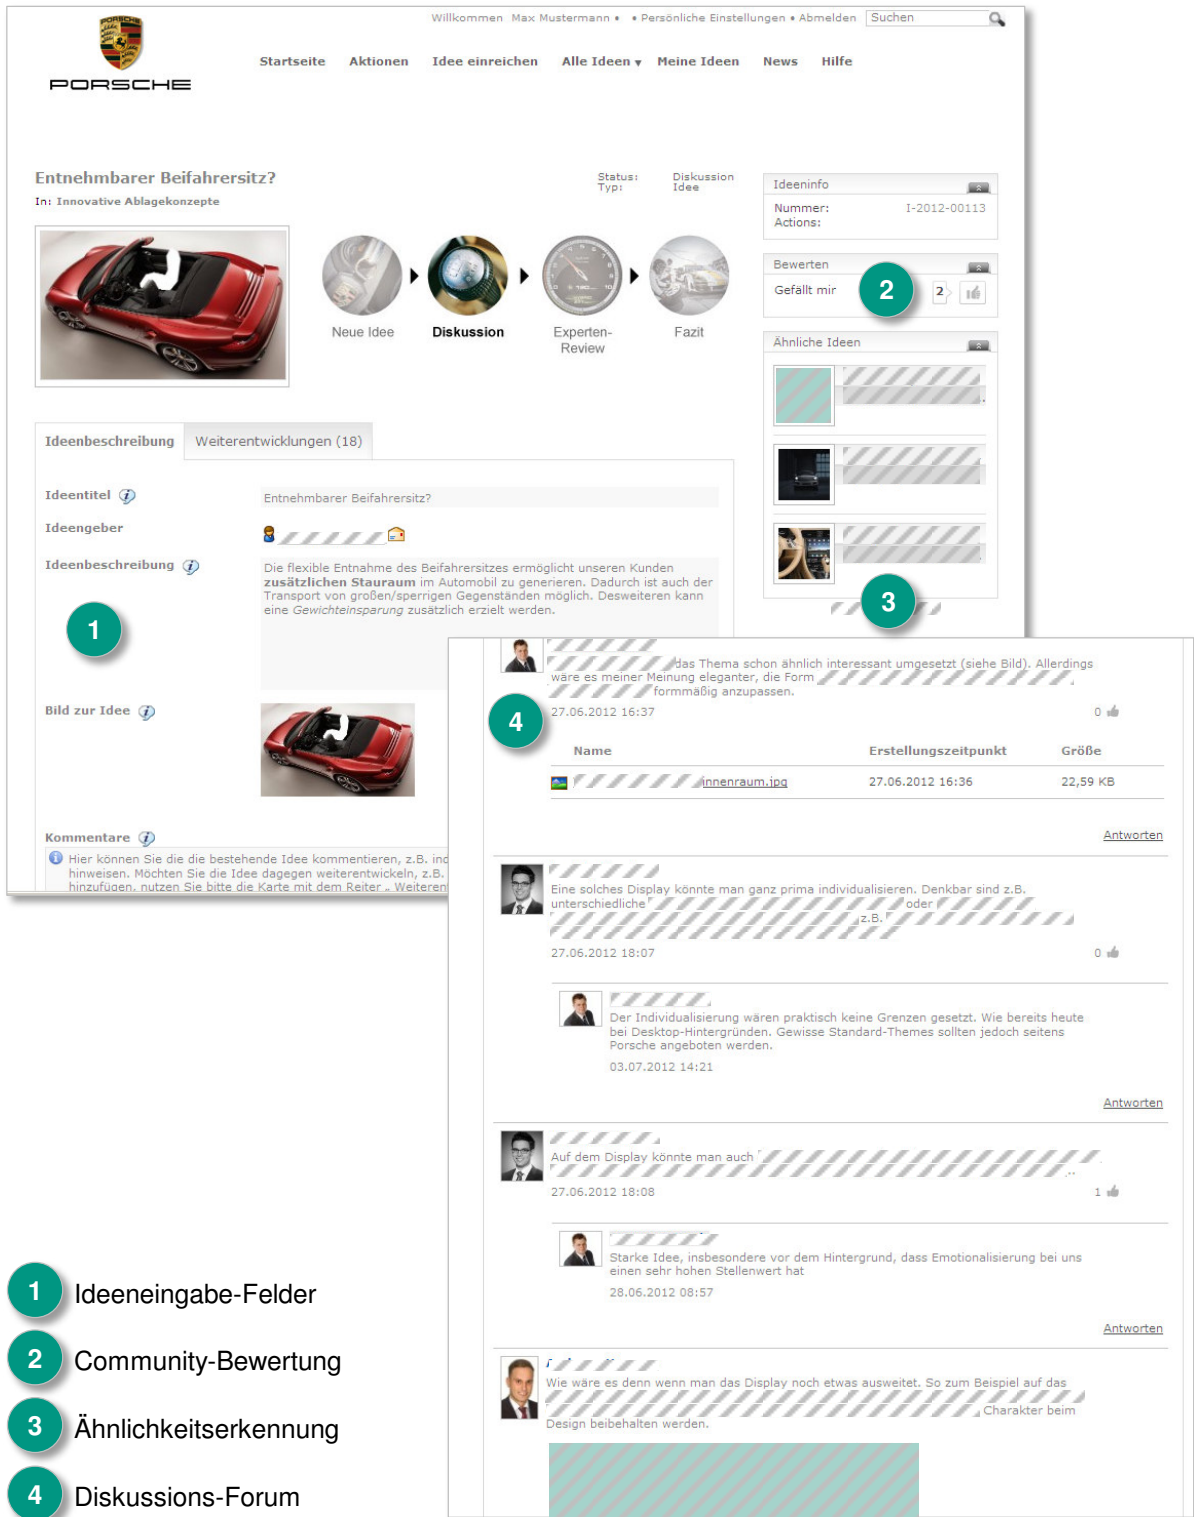 Willkommen Max Mustermann • • Persönliche Einstellungen • Abmelden Suchen
PORSCHE
Startseite Aktionen Idee einreichen Alle Ideen ▾ Meine Ideen News Hilfe
Entnehmbarer Beifahrersitz?
In: Innovative Ablagekonzepte
Status: Diskussion
Typ: Idee
Neue Idee Diskussion Experten-Review Fazit
Ideeninfo
Nummer: I-2012-00113
Actions:
Bewerten
Gefällt mir 2 2
Ähnliche Ideen
3
Ideenbeschreibung Weiterentwicklungen (18)
Ideentitel Entnehmbarer Beifahrersitz?
Ideengeber
Ideenbeschreibung
Die flexible Entnahme des Beifahrersitzes ermöglicht unseren Kunden
zusätzlichen Stauraum im Automobil zu generieren. Dadurch ist auch der
Transport von großen/sperrigen Gegenständen möglich. Desweiteren kann
eine Gewichteinsparung zusätzlich erzielt werden.
1
Bild zur Idee
Kommentare
Hier können Sie die die bestehende Idee kommentieren, z.B.
hinweisen. Möchten Sie die Idee dagegen weiterentwickeln, z.B.
hinzufügen, nutzen Sie bitte die Karte mit dem Reiter „
das Thema schon ähnlich interessant umgesetzt (siehe Bild). Allerdings
wäre es meiner Meinung eleganter, die Form
formmäßig anzupassen.
4
27.06.2012 16:37 0
Name Erstellungszeitpunkt Größe
innenraum.jpg 27.06.2012 16:36 22,59 KB
Antworten
Eine solches Display könnte man ganz prima individualisieren. Denkbar sind z.B.
unterschiedliche oder
z.B.
27.06.2012 18:07 0
Der Individualisierung wären praktisch keine Grenzen gesetzt. Wie bereits heute
bei Desktop-Hintergründen. Gewisse Standard-Themes sollten jedoch seitens
Porsche angeboten werden.
03.07.2012 14:21
Antworten
Auf dem Display könnte man auch
..
27.06.2012 18:08 1
Starke Idee, insbesondere vor dem Hintergrund, dass Emotionalisierung bei uns
einen sehr hohen Stellenwert hat
28.06.2012 08:57
Antworten
Wie wäre es denn wenn man das Display noch etwas ausweitet. So zum Beispiel auf das
Charakter beim
Design beibehalten werden.
1 Ideeneingabe-Felder
2 Community-Bewertung
3 Ähnlichkeitserkennung
4 Diskussions-Forum